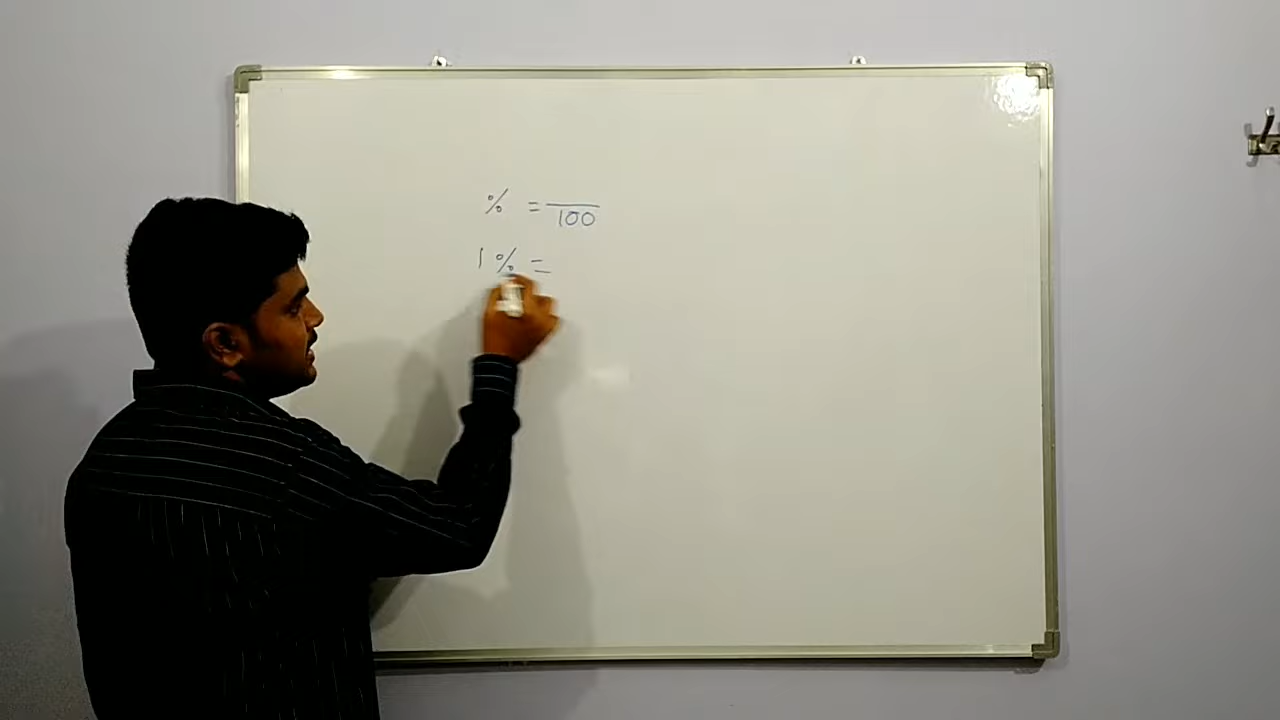 % = /100
1% =